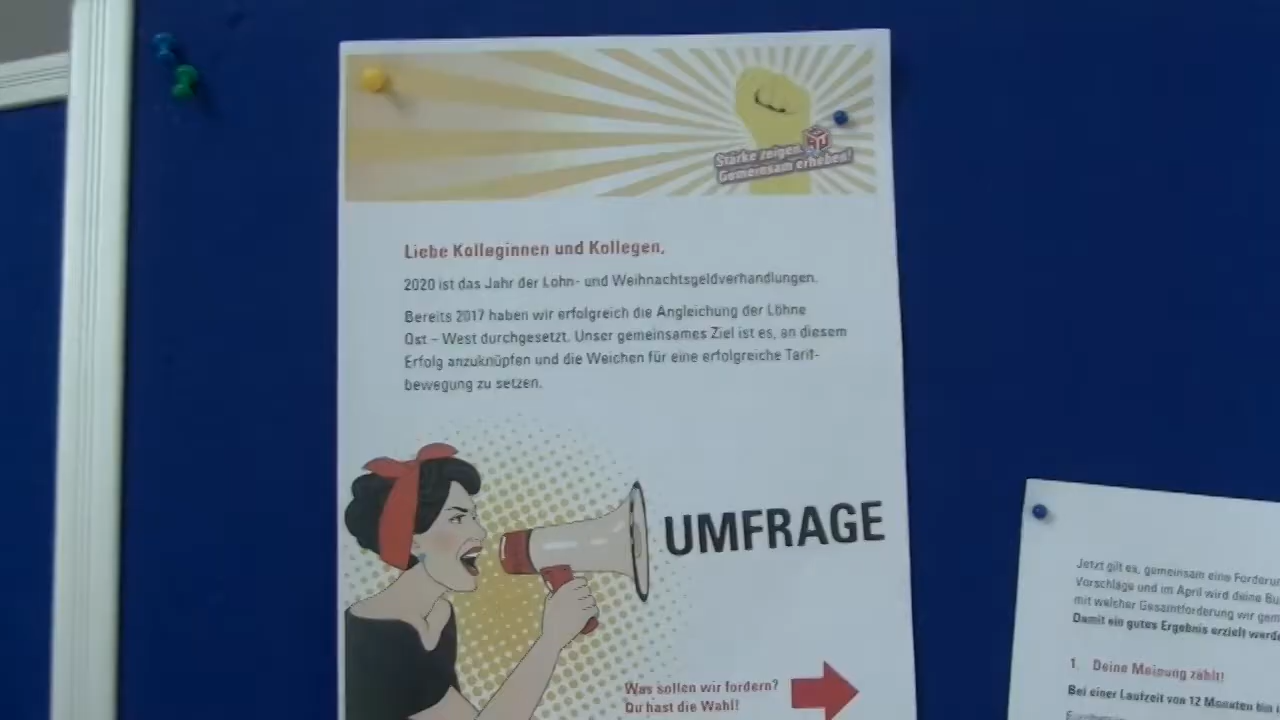 Stärke zeigen.
Gemeinsam erheben!
Liebe Kolleginnen und Kollegen,
2020 ist das Jahr der Lohn- und Weihnachtsgeldverhandlungen.
Bereits 2017 haben wir erfolgreich die Angleichung der Löhne
Ost – West durchgesetzt. Unser gemeinsames Ziel ist es, an diesem
Erfolg anzuknüpfen und die Weichen für eine erfolgreiche Tarif-
bewegung zu setzen.
UMFRAGE
Was sollen wir fordern?
Du hast die Wahl!
Jetzt gilt es, gemeinsam eine
Vorschläge und im April wird deine
mit welcher Gesamtforderung wir
Damit ein gutes Ergebnis erzielt
1. Deine Meinung zählt!
Bei einer Laufzeit von 12 Monaten bin